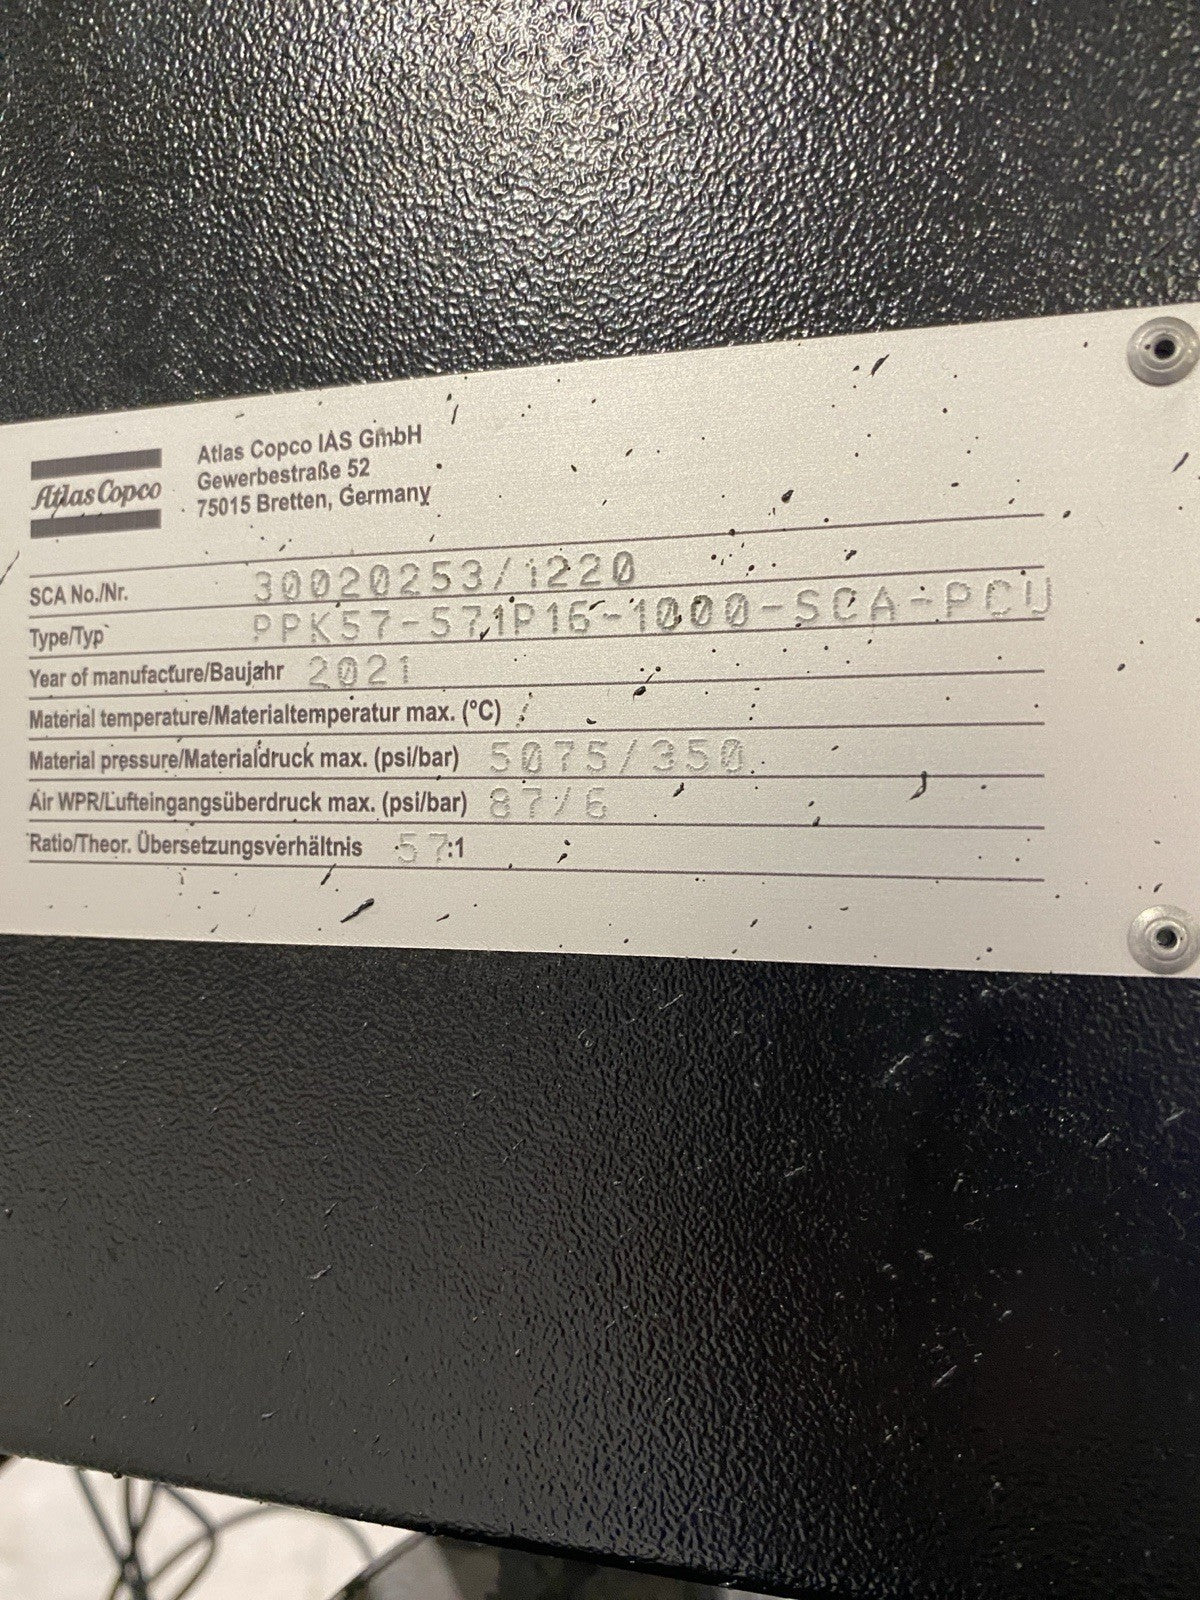 Atlas Copco
Atlas Copco IAS GmbH
Gewerbestraße 52
75015 Bretten, Germany
SCA No./Nr. 30020253/1220
Type/Typ PPK57-571P16-1000-SCA-PCU
Year of manufacture/Baujahr 2021
Material temperature/Materialtemperatur max. (°C) /
Material pressure/Materialdruck max. (psi/bar) 5075/350
Air WPR/Lufteingangsüberdruck max. (psi/bar) 87/6
Ratio/Theor. Übersetzungsverhältnis 57:1